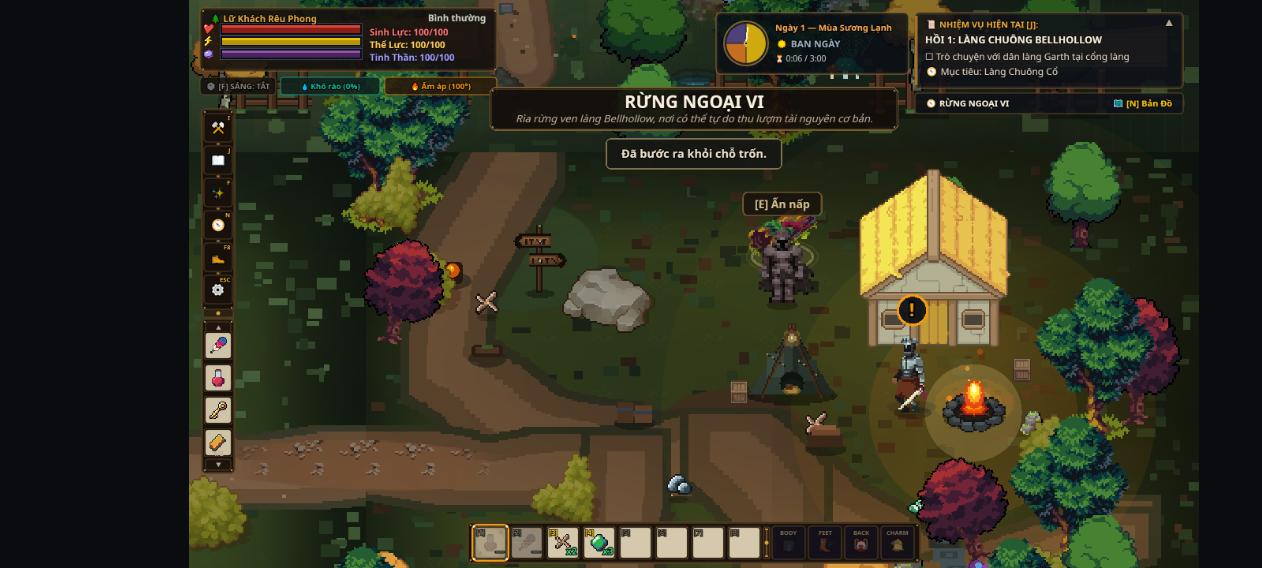 Lữ Khách Rêu Phong
Bình thường
Sinh Lực: 100/100
Thể Lực: 100/100
Tinh Thần: 100/100
[F] SÁNG: TẮT
Khô ráo (0%)
Ấm áp (100°)
Ngày 1 — Mùa Sương Lạnh
BAN NGÀY
0:06 / 3:00
NHIỆM VỤ HIỆN TẠI [J]:
HỒI 1: LÀNG CHUÔNG BELLHOLLOW
Trò chuyện với dân làng Garth tại cổng làng
Mục tiêu: Làng Chuông Cổ
RỪNG NGOẠI VI
[N] Bản Đồ
RỪNG NGOẠI VI
Rìa rừng ven làng Bellhollow, nơi có thể tự do thu lượm tài nguyên cơ bản.
Đã bước ra khỏi chỗ trốn.
[E] Ẩn nấp
I
J
N
F8
ESC
!
x2
x3
BODY
FEET
BACK
CHARM